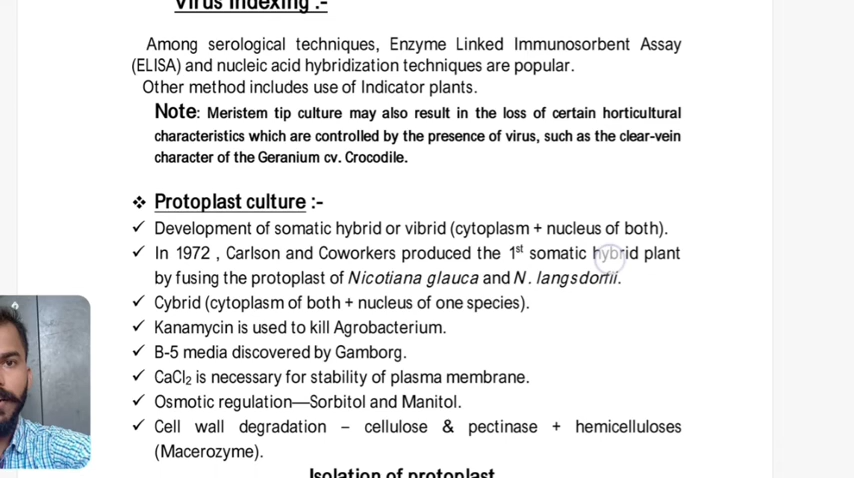 Virus Indexing :-
Among serological techniques, Enzyme Linked Immunosorbent Assay
(ELISA) and nucleic acid hybridization techniques are popular.
Other method includes use of Indicator plants.
Note: Meristem tip culture may also result in the loss of certain horticultural
characteristics which are controlled by the presence of virus, such as the clear-vein
character of the Geranium cv. Crocodile.
❖ Protoplast culture :-
✓ Development of somatic hybrid or vibrid (cytoplasm + nucleus of both).
✓ In 1972 , Carlson and Coworkers produced the 1st somatic hybrid plant
by fusing the protoplast of Nicotiana glauca and N. langsdorfii.
✓ Cybrid (cytoplasm of both + nucleus of one species).
✓ Kanamycin is used to kill Agrobacterium.
✓ B-5 media discovered by Gamborg.
✓ CaCl2 is necessary for stability of plasma membrane.
✓ Osmotic regulation—Sorbitol and Manitol.
✓ Cell wall degradation – cellulose & pectinase + hemicelluloses
(Macerozyme).
Isolation of protoplast